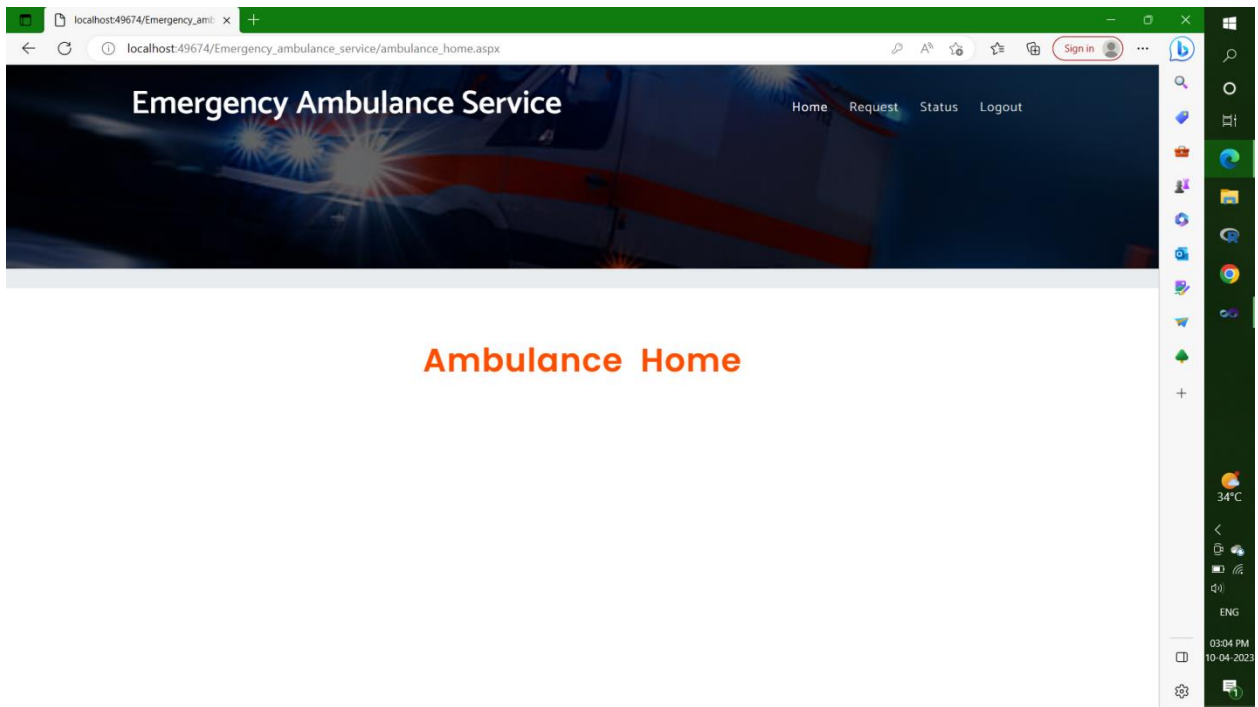 localhost:49674/Emergency_amb
localhost:49674/Emergency_ambulance_service/ambulance_home.aspx
Sign in
Emergency Ambulance Service
Home Request Status Logout
Ambulance Home
34°C
ENG
03:04 PM
10-04-2023
1